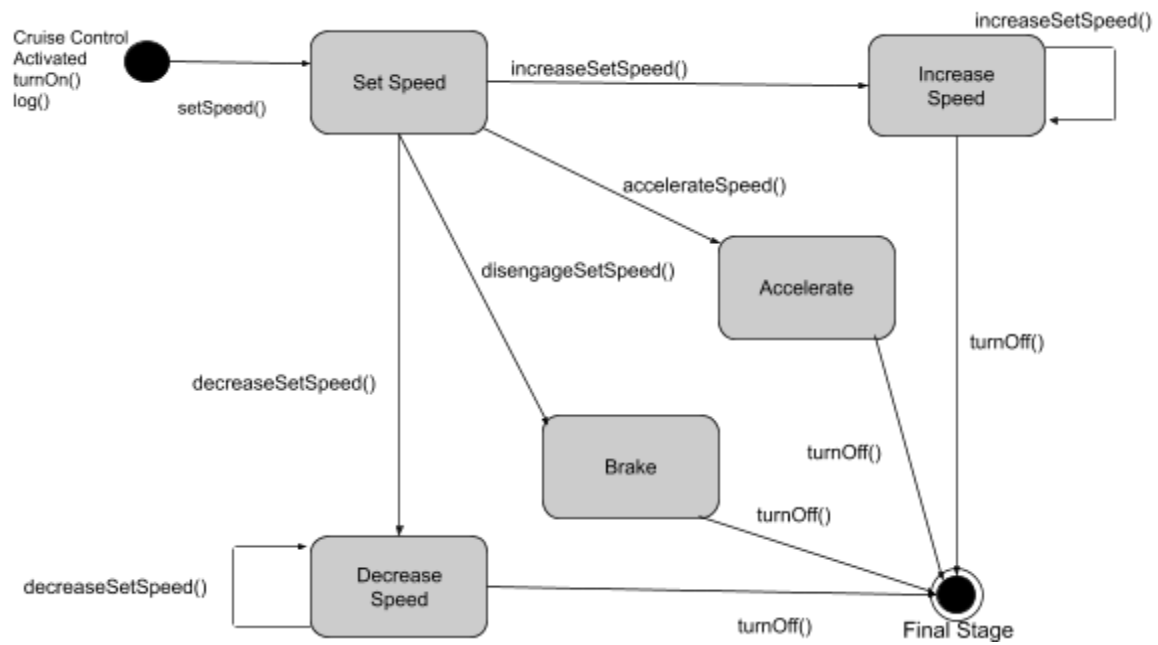 increaseSetSpeed()
Cruise Control
Activated
turnOn()
log()
setSpeed()
Set Speed
increaseSetSpeed()
Increase
Speed
accelerateSpeed()
disengageSetSpeed()
Accelerate
turnOff()
decreaseSetSpeed()
turnOff()
Brake
turnOff()
decreaseSetSpeed()
Decrease
Speed
turnOff()
Final Stage